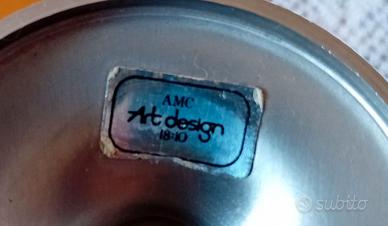 AMC
Art design
18:10
subito